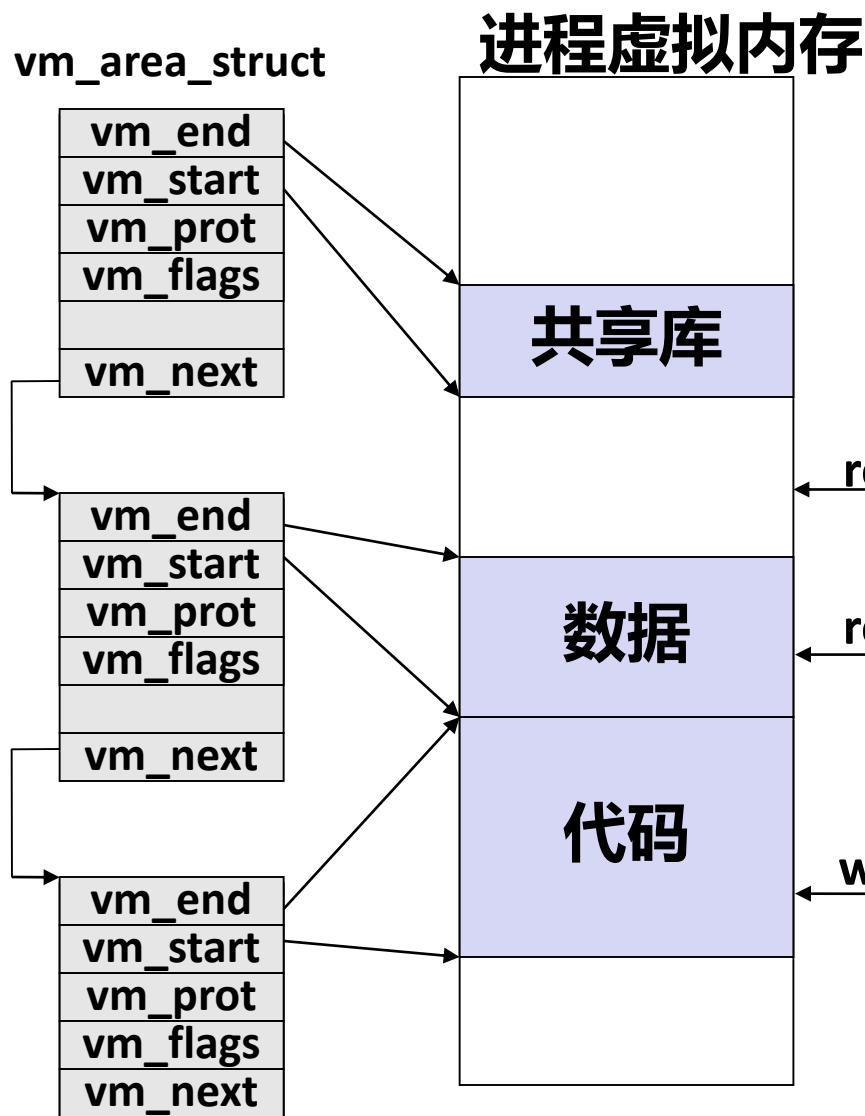 进程虚拟内存
vm_area_struct
vm_end
vm_start
vm_prot
vm_flags
vm_next
共享库
vm_end
vm_start
vm_prot
vm_flags
vm_next
数据
代码
vm_end
vm_start
vm_prot
vm_flags
vm_next